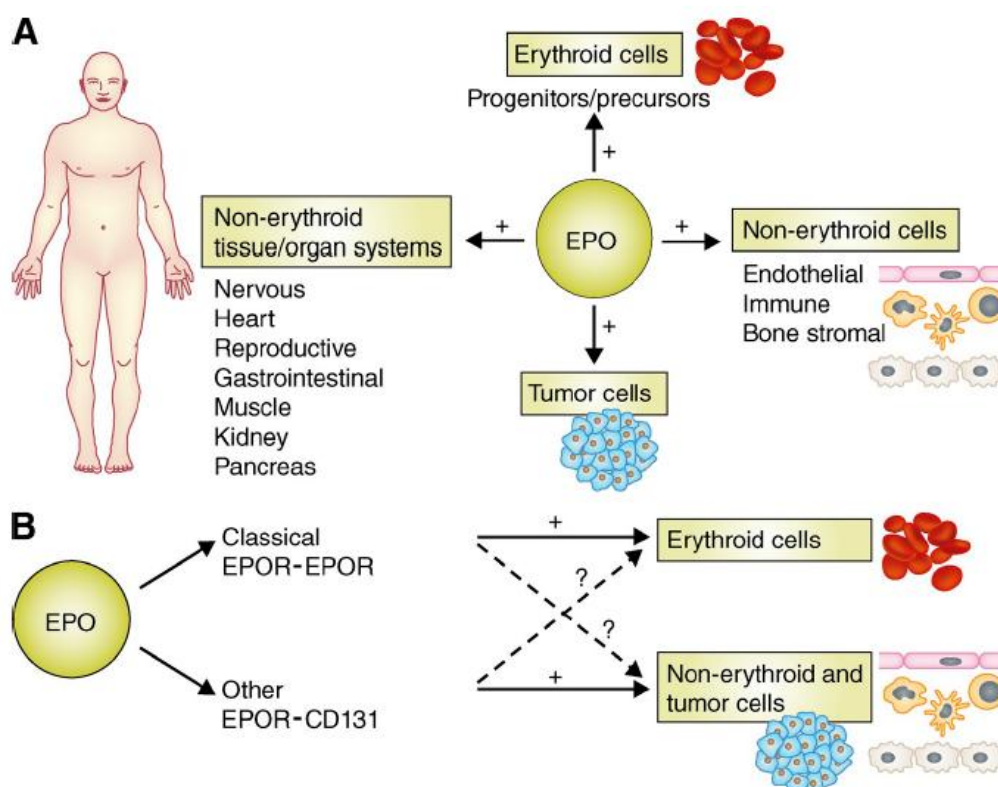 A
Erythroid cells
Progenitors/precursors
+
Non-erythroid
tissue/organ systems
+
EPO
+
Non-erythroid cells
Nervous
Heart
Reproductive
Gastrointestinal
Muscle
Kidney
Pancreas
Endothelial
Immune
Bone stromal
+
Tumor cells
B
EPO
Classical
EPOR-EPOR
+
Erythroid cells
?
?
Other
EPOR-CD131
+
Non-erythroid and
tumor cells